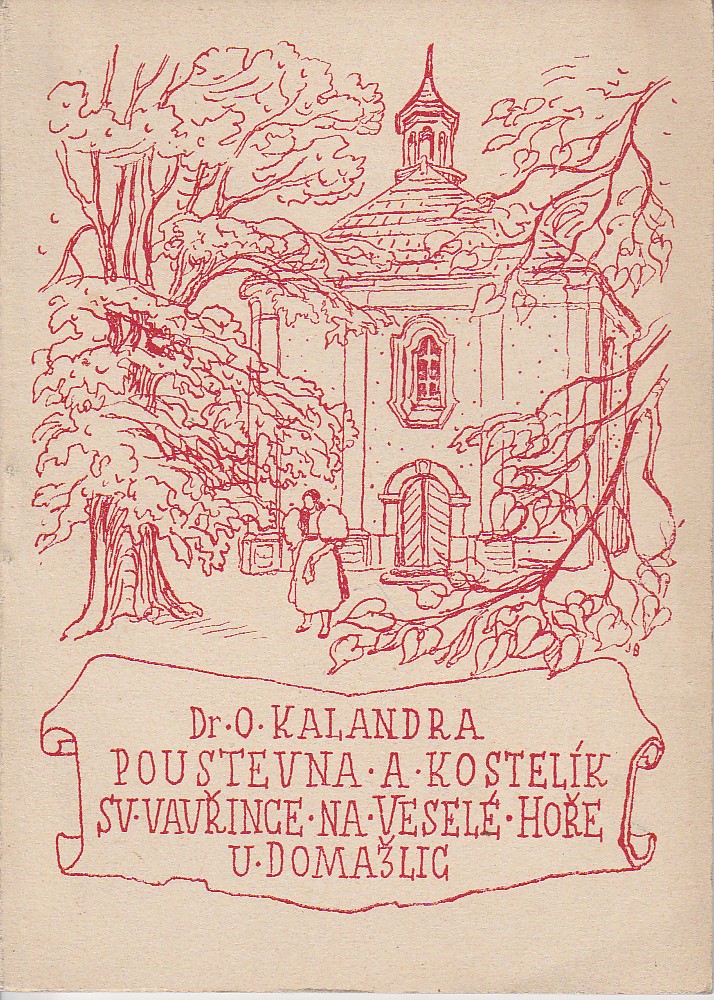 Dr·O·KALANDRA
POUSTEVNA·A·KOSTELÍK
SV·VAVŘINCE·NA·VESELÉ·HOŘE
U·DOMAŽLIC